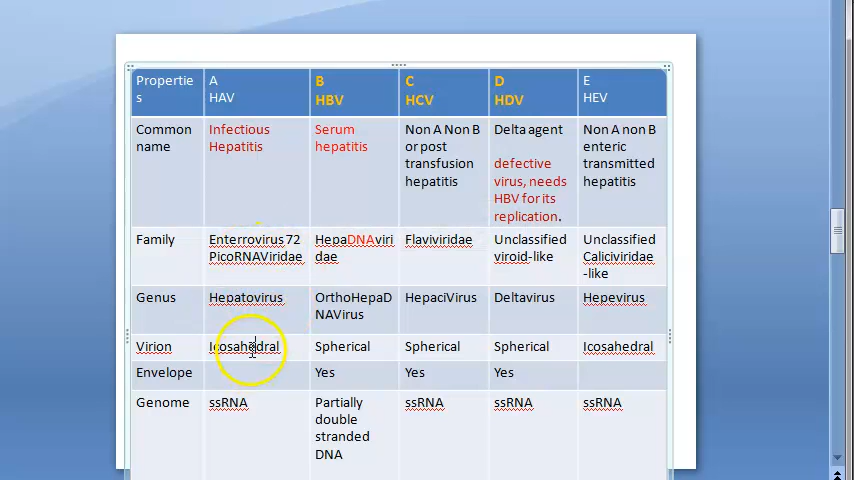 Propertie
s
A
HAV
B
HBV
C
HCV
D
HDV
E
HEV
Common
name
Infectious
Hepatitis
Serum
hepatitis
Non A Non B
or post
transfusion
hepatitis
Delta agent
defective
virus, needs
HBV for its
replication.
Non A non B
enteric
transmitted
hepatitis
Family
Enterrovirus 72
PicoRNAViridae
HepaDNAviri
dae
Flaviviridae
Unclassified
viroid-like
Unclassified
Caliciviridae
-like
Genus
Hepatovirus
OrthoHepaD
NAVirus
HepaciVirus
Deltavirus
Hepevirus
Virion
Icosahedral
Spherical
Spherical
Spherical
Icosahedral
Envelope
Yes
Yes
Yes
Genome
ssRNA
Partially
double
stranded
DNA
ssRNA
ssRNA
ssRNA